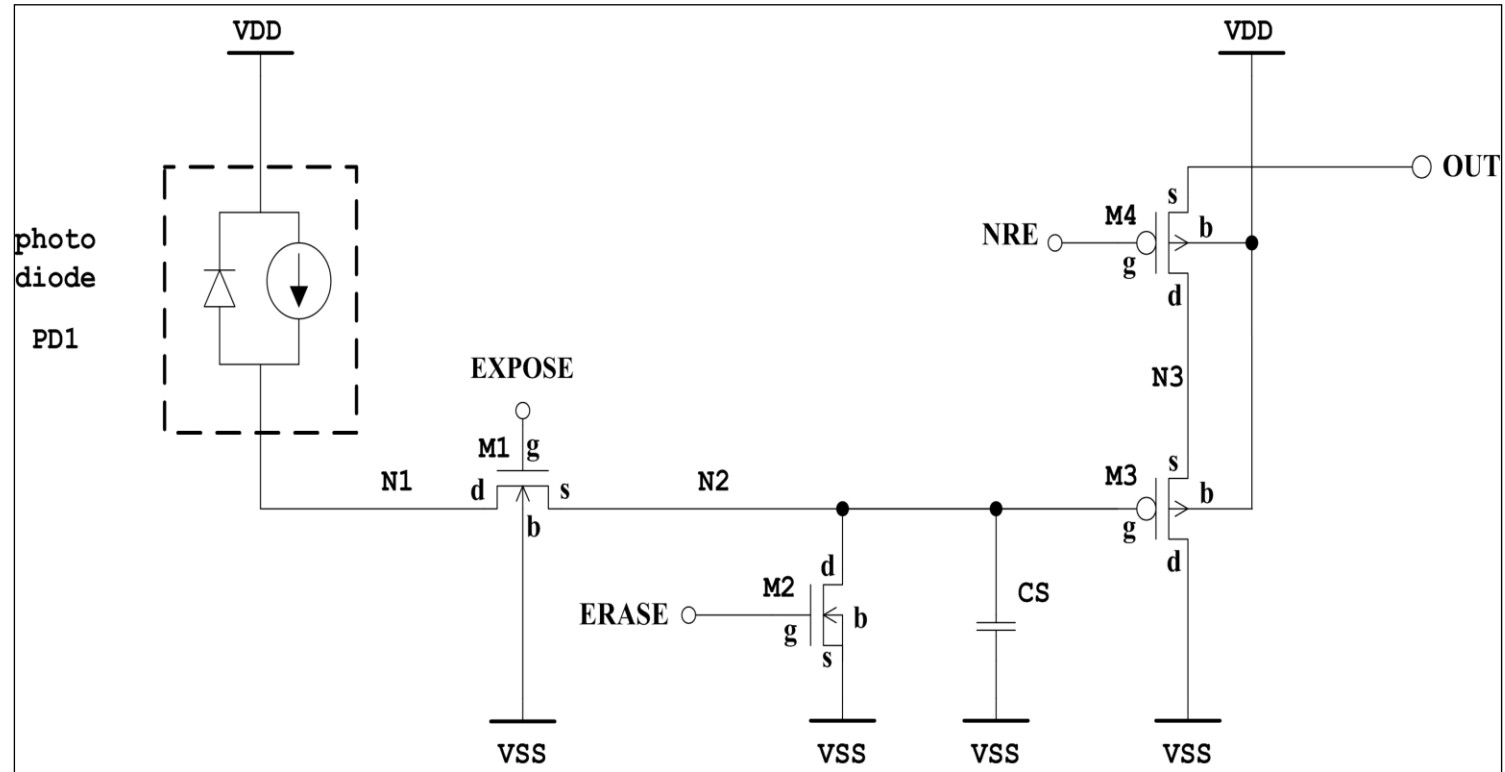 VDD
VDD
OUT
s
M4
b
NRE
g
d
photo
diode
PD1
EXPOSE
N3
M1 g
N1
d
s
N2
b
s
M3
b
g
d
d
M2
CS
ERASE
b
g
s
VSS
VSS
VSS
VSS